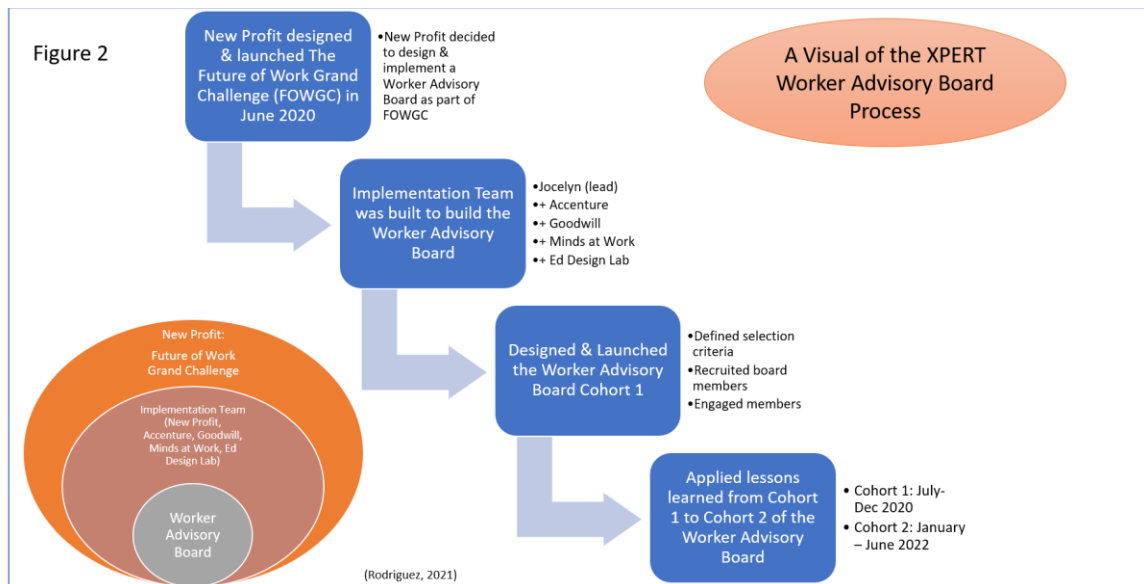 Figure 2
New Profit designed
& launched The
Future of Work Grand
Challenge (FOWGC) in
June 2020
•New Profit decided
to design &
implement a
Worker Advisory
Board as part of
FOWGC
A Visual of the XPERT
Worker Advisory Board
Process
Implementation Team
was built to build the
Worker Advisory
Board
•Jocelyn (lead)
•+ Accenture
•+ Goodwill
•+ Minds at Work
•+ Ed Design Lab
Designed & Launched
the Worker Advisory
Board Cohort 1
•Defined selection
criteria
•Recruited board
members
•Engaged members
Applied lessons
learned from Cohort
1 to Cohort 2 of the
Worker Advisory
Board
• Cohort 1: July-
Dec 2020
• Cohort 2: January
– June 2022
New Profit:
Future of Work
Grand Challenge
Implementation Team
(New Profit,
Accenture, Goodwill,
Minds at Work, Ed
Design Lab)
Worker
Advisory
Board
(Rodriguez, 2021)